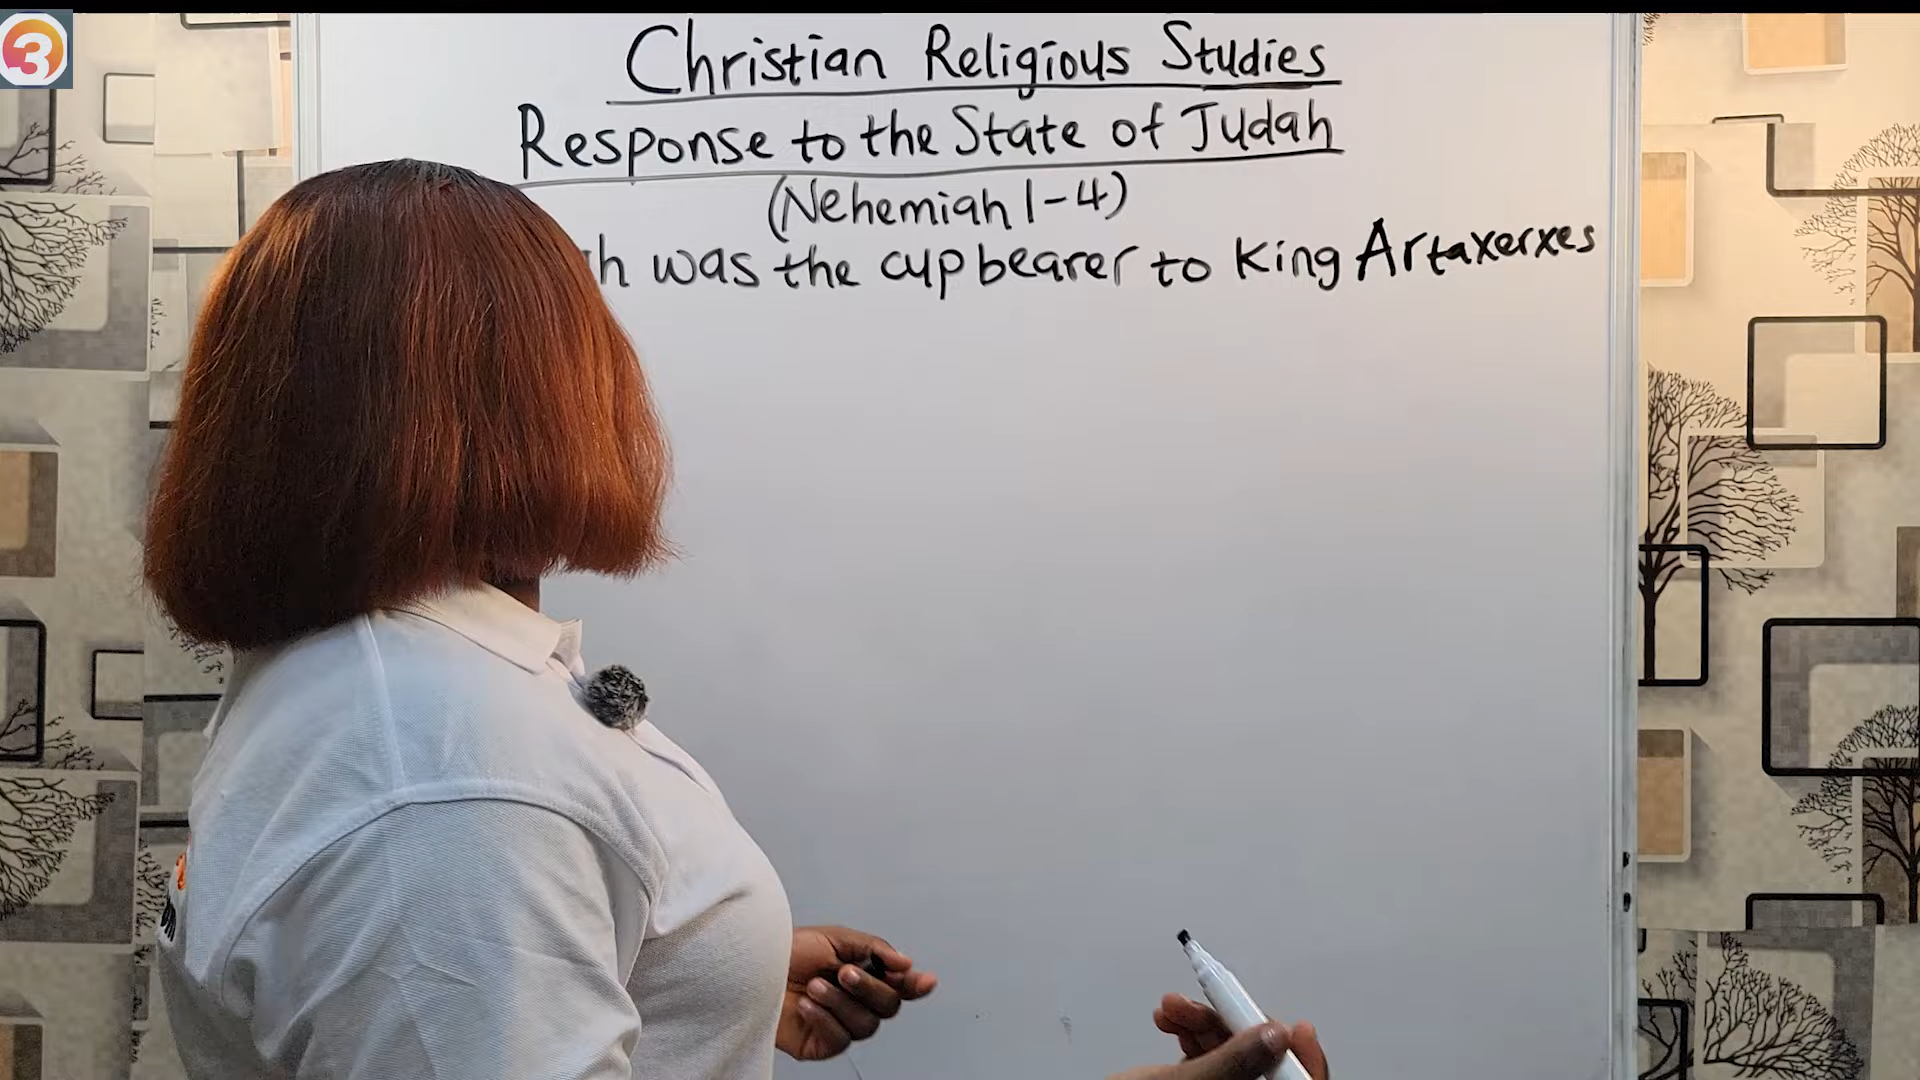 3
Christian Religious Studies
Response to the State of Judah
(Nehemiah 1-4)
h was the cup bearer to King Artaxerxes